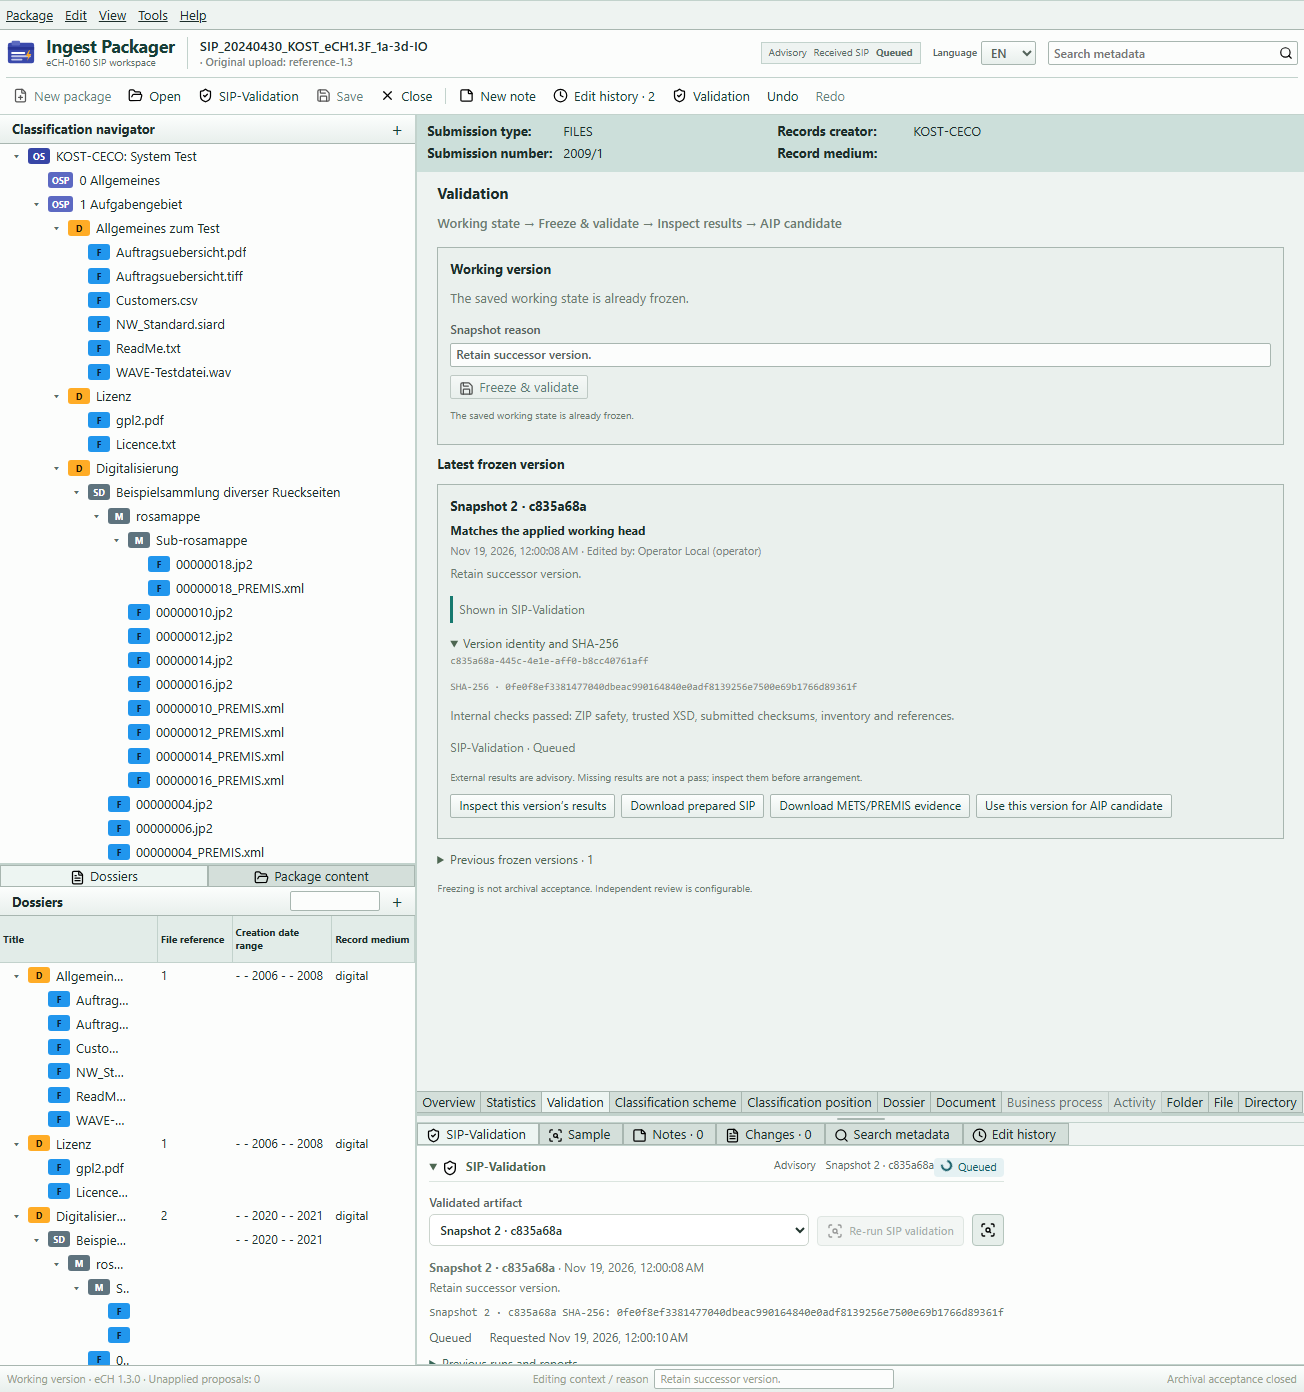 Package Edit View Tools Help
Ingest Packager
eCH-0160 SIP workspace
SIP_20240430_KOST_eCH1.3F_1a-3d-IO
· Original upload: reference-1.3
Advisory Received SIP Queued
Language EN
Search metadata
New package Open SIP-Validation Save Close New note Edit history · 2 Validation Undo Redo
Classification navigator +
OS KOST-CECO: System Test
OSP 0 Allgemeines
OSP 1 Aufgabengebiet
D Allgemeines zum Test
F Auftragsuebersicht.pdf
F Auftragsuebersicht.tiff
F Customers.csv
F NW_Standard.siard
F ReadMe.txt
F WAVE-Testdatei.wav
D Lizenz
F gpl2.pdf
F Licence.txt
D Digitalisierung
SD Beispielsammlung diverser Rueckseiten
M rosamappe
M Sub-rosamappe
F 00000018.jp2
F 00000018_PREMIS.xml
F 00000010.jp2
F 00000012.jp2
F 00000014.jp2
F 00000016.jp2
F 00000010_PREMIS.xml
F 00000012_PREMIS.xml
F 00000014_PREMIS.xml
F 00000016_PREMIS.xml
F 00000004.jp2
F 00000006.jp2
F 00000004_PREMIS.xml
Dossiers Package content
Dossiers +
Title File reference Creation date range Record medium
D Allgemein... 1 - - 2006 - - 2008 digital
F Auftrag...
F Auftrag...
F Custo...
F NW_St...
F ReadM...
F WAVE-...
D Lizenz 1 - - 2006 - - 2008 digital
F gpl2.pdf
F Licence...
D Digitalisier... 2 - - 2020 - - 2021 digital
SD Beispie... - - 2020 - - 2021
M ros...
M S..
F
F
F 0..
Submission type: FILES Records creator: KOST-CECO
Submission number: 2009/1 Record medium:
Validation
Working state → Freeze & validate → Inspect results → AIP candidate
Working version
The saved working state is already frozen.
Snapshot reason
Retain successor version.
Freeze & validate
The saved working state is already frozen.
Latest frozen version
Snapshot 2 · c835a68a
Matches the applied working head
Nov 19, 2026, 12:00:08 AM · Edited by: Operator Local (operator)
Retain successor version.
Shown in SIP-Validation
Version identity and SHA-256
c835a68a-445c-4e1e-aff0-b8cc40761aff
SHA-256 · 0fe0f8ef3381477040dbeac990164840e0adf8139256e7500e69b1766d89361f
Internal checks passed: ZIP safety, trusted XSD, submitted checksums, inventory and references.
SIP-Validation · Queued
External results are advisory. Missing results are not a pass; inspect them before arrangement.
Inspect this version's results Download prepared SIP Download METS/PREMIS evidence Use this version for AIP candidate
Previous frozen versions · 1
Freezing is not archival acceptance. Independent review is configurable.
Overview Statistics Validation Classification scheme Classification position Dossier Document Business process Activity Folder File Directory
SIP-Validation Sample Notes · 0 Changes · 0 Search metadata Edit history
SIP-Validation Advisory Snapshot 2 · c835a68a Queued
Validated artifact
Snapshot 2 · c835a68a Re-run SIP validation
Snapshot 2 · c835a68a · Nov 19, 2026, 12:00:08 AM
Retain successor version.
Snapshot 2 · c835a68a SHA-256: 0fe0f8ef3381477040dbeac990164840e0adf8139256e7500e69b1766d89361f
Queued Requested Nov 19, 2026, 12:00:10 AM
Previous runs and reports
Working version · eCH 1.3.0 · Unapplied proposals: 0
Editing context / reason Retain successor version.
Archival acceptance closed